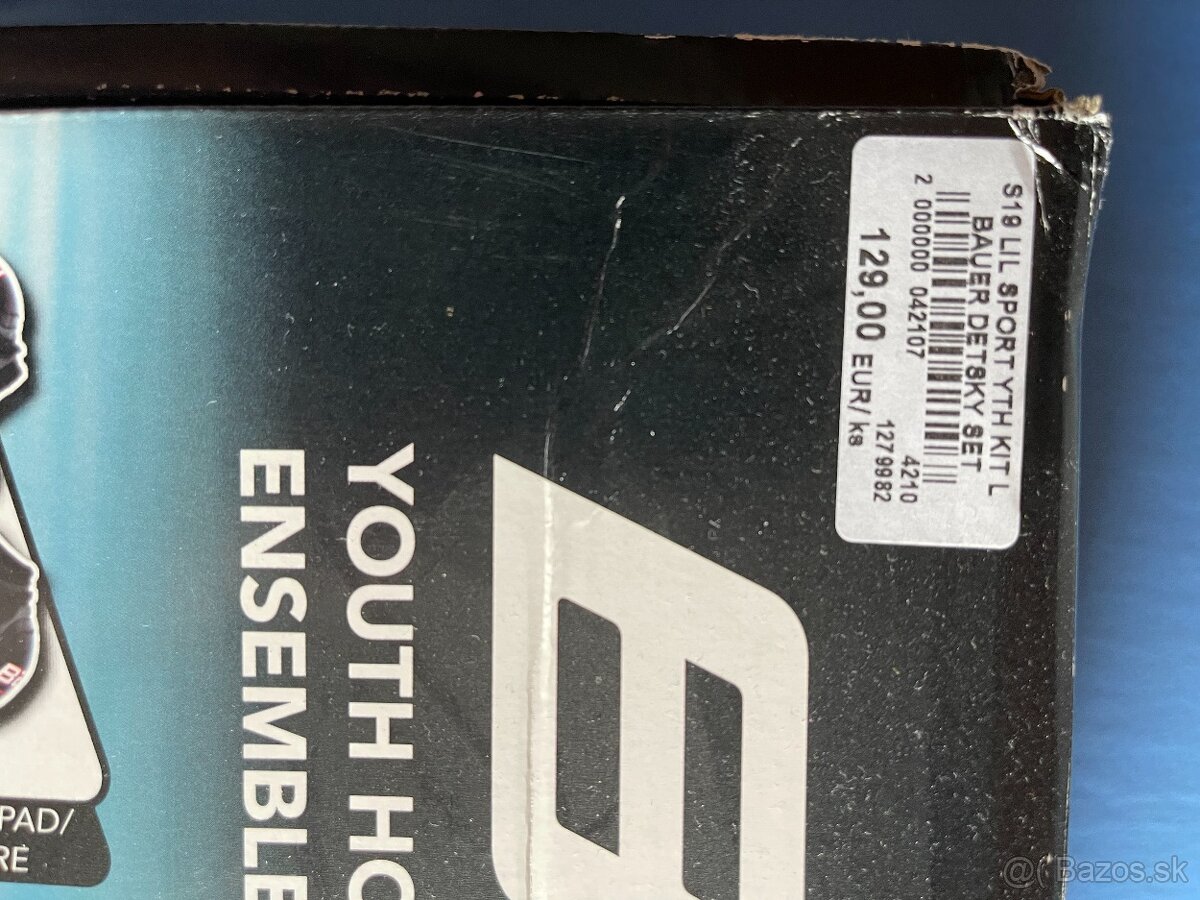 S19 LIL SPORT YTH KIT L
BAUER DETSKY SET
2 000000 042107
4210
1279982
129,00 EUR/ks
YOUTH HO
ENSEMBLE
PAD/
RE
@( Bazos.sk